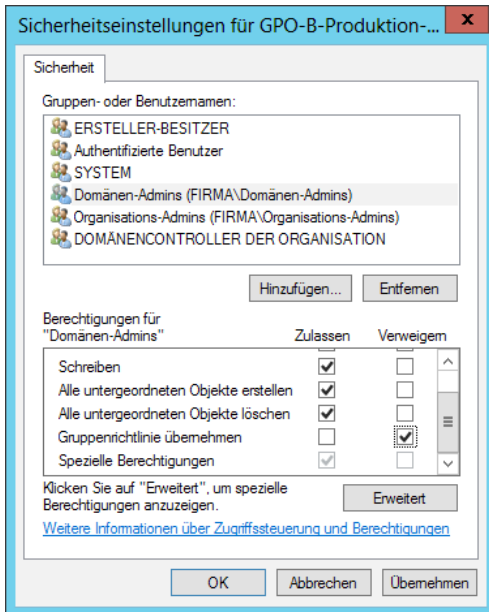 Sicherheitseinstellungen für GPO-B-Produktion-... x
Sicherheit
Gruppen- oder Benutzernamen:
ERSTELLER-BESITZER
Authentifizierte Benutzer
SYSTEM
Domänen-Admins (FIRMA\Domänen-Admins)
Organisations-Admins (FIRMA\Organisations-Admins)
DOMÄNENCONTROLLER DER ORGANISATION
Hinzufügen... Entfernen
Berechtigungen für
"Domänen-Admins" Zulassen Verweigern
Schreiben
Alle untergeordneten Objekte erstellen
Alle untergeordneten Objekte löschen
Gruppenrichtlinie übernehmen
Spezielle Berechtigungen
Klicken Sie auf "Erweitert", um spezielle
Berechtigungen anzuzeigen. Erweitert
Weitere Informationen über Zugriffssteuerung und Berechtigungen
OK Abbrechen Übernehmen